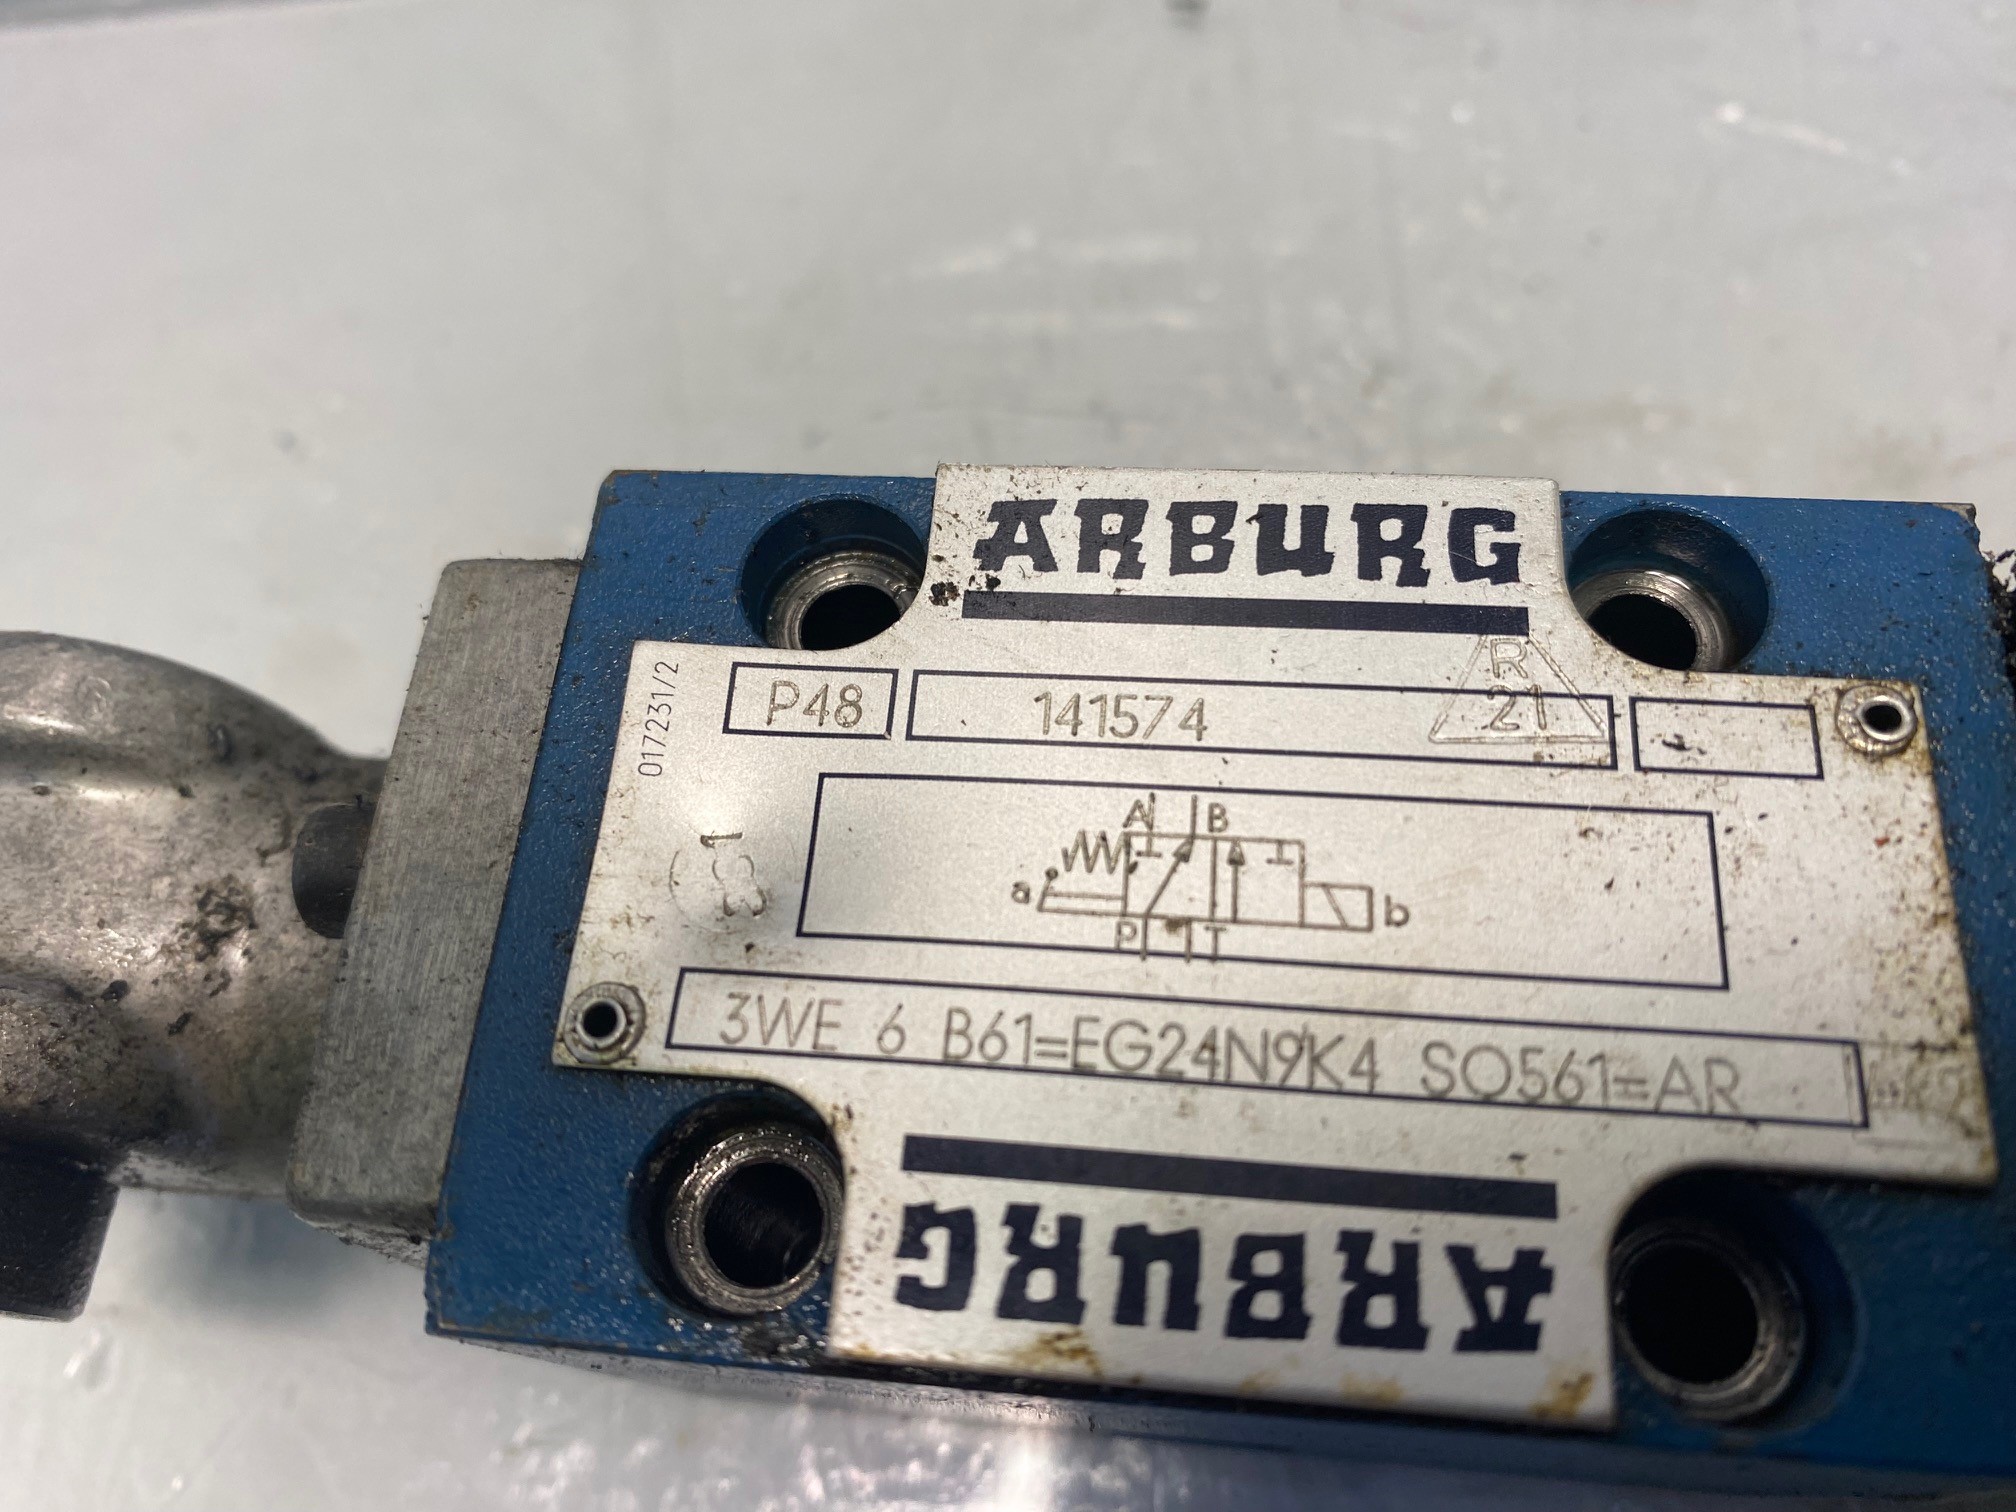 ARBURG
017231/2
P48
141574
R
21
A B
a
b
P T
3WE 6 B61=EG24N9K4 SO561=AR
ARBURG